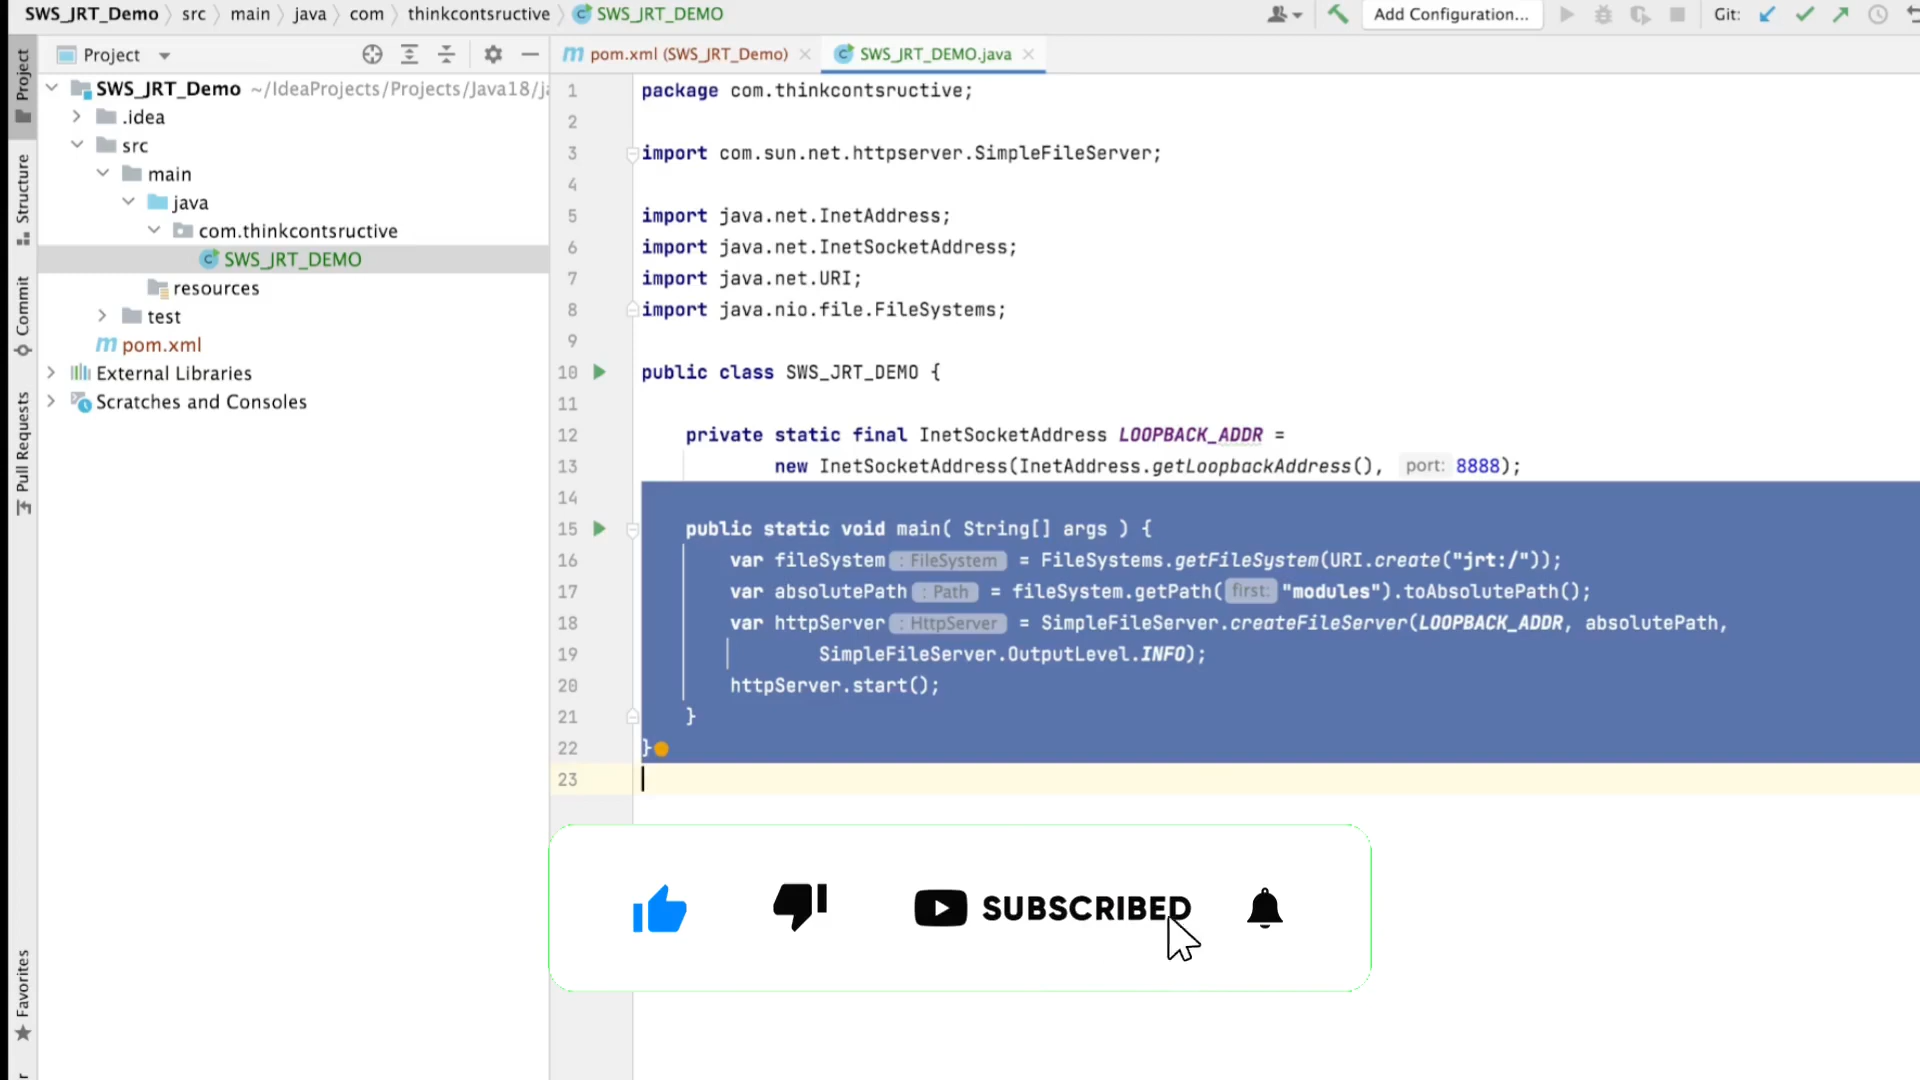 SWS_JRT_Demo src main java com thinkcontsructive SWS_JRT_DEMO
Add Configuration...
Git:
Project
pom.xml (SWS_JRT_Demo)
SWS_JRT_DEMO.java
Project
Structure
Commit
Pull Requests
Favorites
SWS_JRT_Demo ~/IdeaProjects/Projects/Java18/
.idea
src
main
java
com.thinkcontsructive
SWS_JRT_DEMO
resources
test
pom.xml
External Libraries
Scratches and Consoles
1 package com.thinkcontsructive;
2
3 import com.sun.net.httpserver.SimpleFileServer;
4
5 import java.net.InetAddress;
6 import java.net.InetSocketAddress;
7 import java.net.URI;
8 import java.nio.file.FileSystems;
9
10 public class SWS_JRT_DEMO {
11
12 private static final InetSocketAddress LOOPBACK_ADDR =
13 new InetSocketAddress(InetAddress.getLoopbackAddress(), port: 8888);
14
15 public static void main( String[] args ) {
16 var fileSystem : FileSystem = FileSystems.getFileSystem(URI.create("jrt:/"));
17 var absolutePath : Path = fileSystem.getPath( first: "modules").toAbsolutePath();
18 var httpServer : HttpServer = SimpleFileServer.createFileServer(LOOPBACK_ADDR, absolutePath,
19 SimpleFileServer.OutputLevel.INFO);
20 httpServer.start();
21 }
22 }
23
SUBSCRIBED